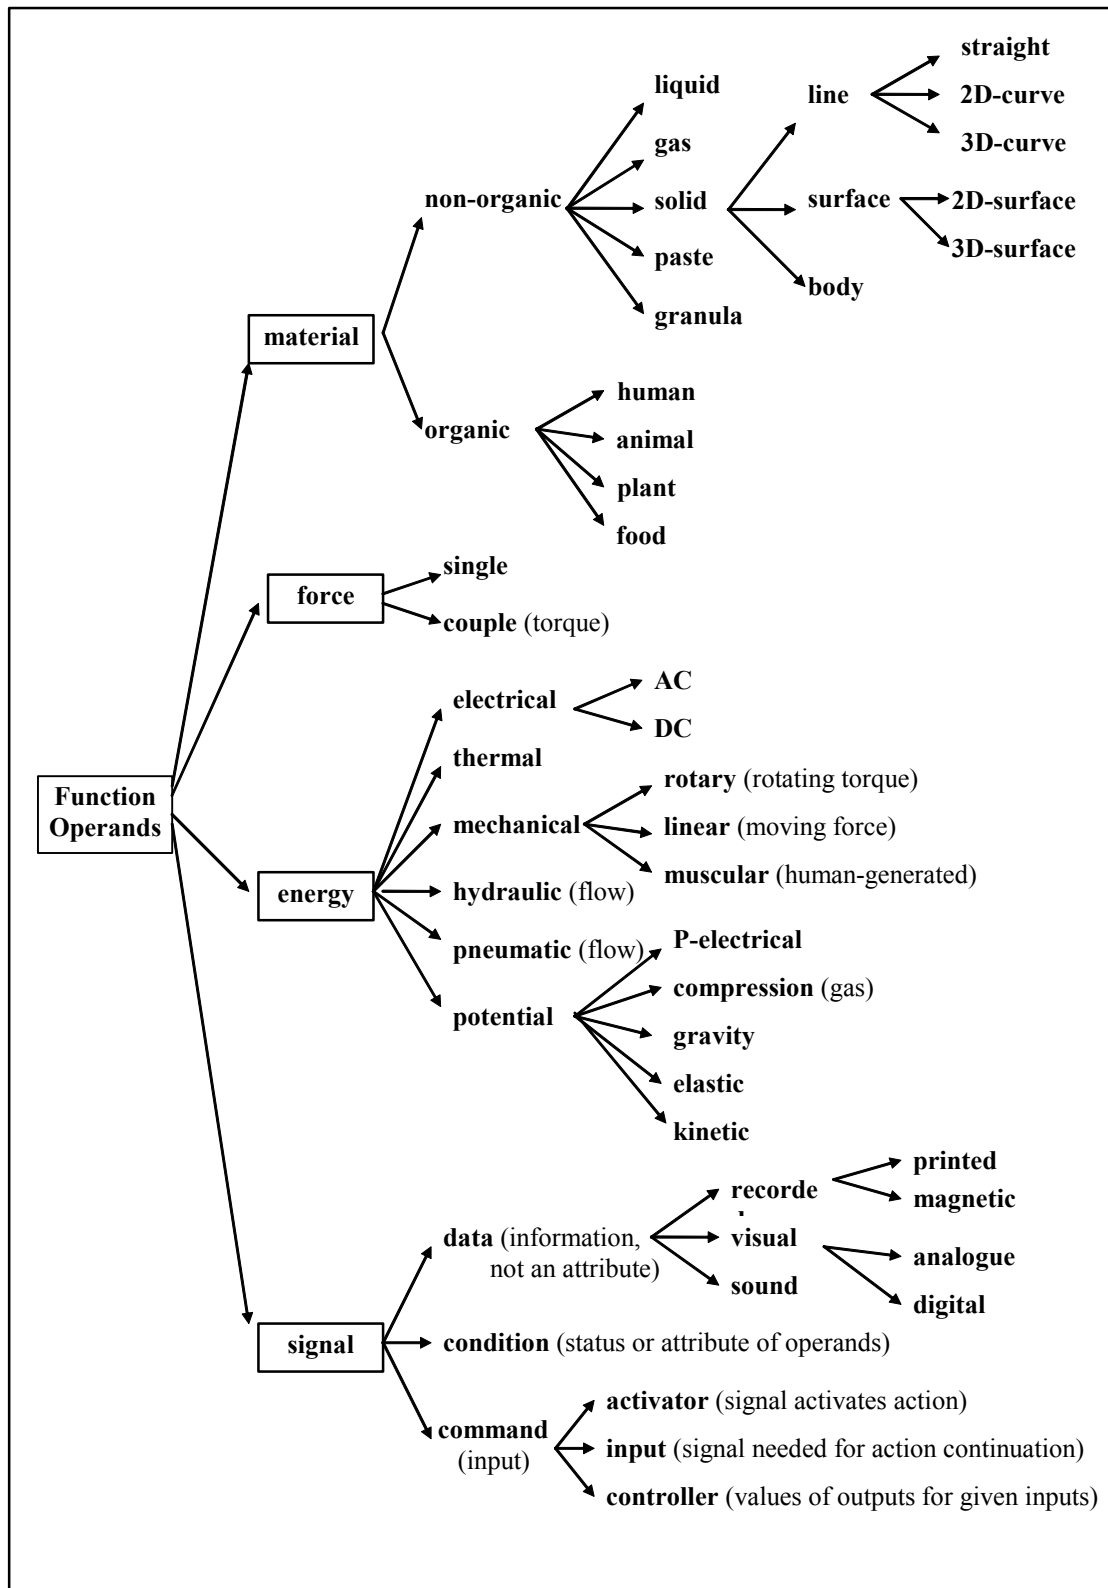 straight
liquid
line
2D-curve
gas
3D-curve
non-organic
solid
surface
2D-surface
paste
3D-surface
body
granula
material
human
organic
animal
plant
food
single
force
couple (torque)
AC
electrical
DC
thermal
rotary (rotating torque)
Function
Operands
mechanical
linear (moving force)
muscular (human-generated)
energy
hydraulic (flow)
pneumatic (flow)
P-electrical
compression (gas)
potential
gravity
elastic
kinetic
printed
recorde
magnetic
data (information,
not an attribute)
visual
analogue
sound
digital
signal
condition (status or attribute of operands)
activator (signal activates action)
command
(input)
input (signal needed for action continuation)
controller (values of outputs for given inputs)